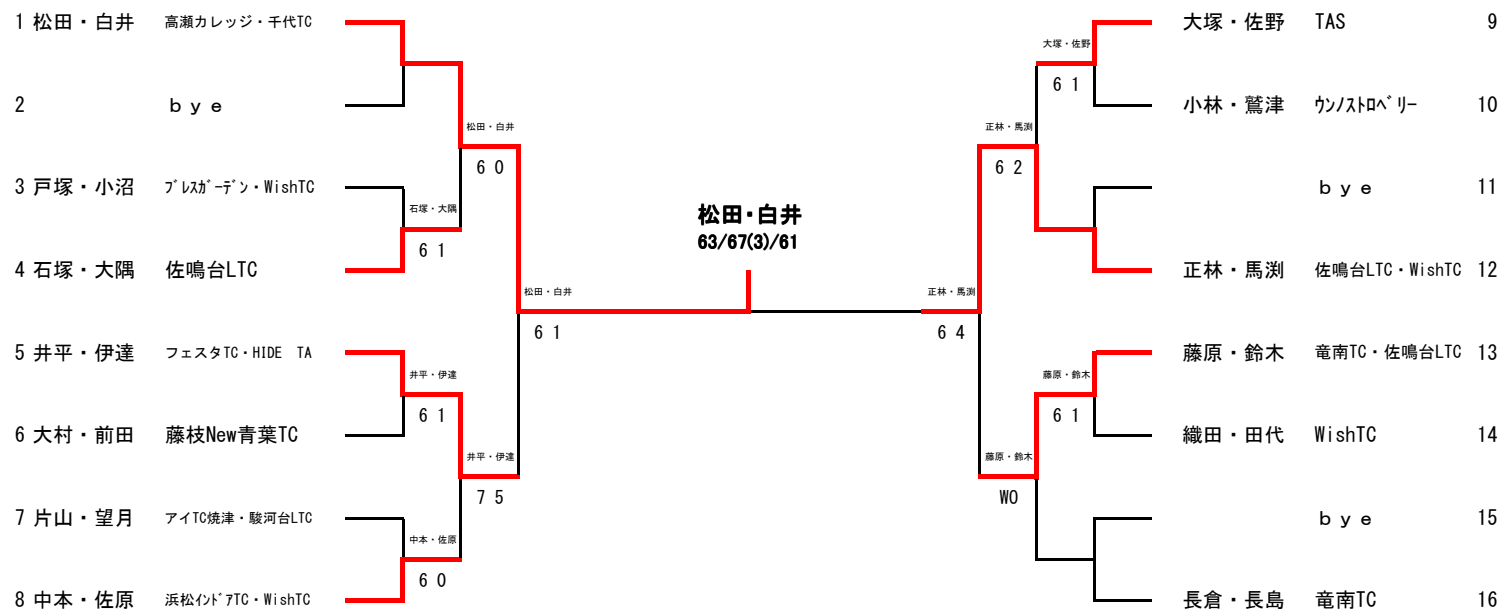 1 松田・白井 高瀬カレッジ・千代TC
2 bye
松田・白井
6 0
3 戸塚・小沼 ブレスガーデン・WishTC
石塚・大隅
6 1
4 石塚・大隅 佐鳴台LTC
松田・白井
6 1
5 井平・伊達 フェスタTC・HIDE TA
井平・伊達
6 1
6 大村・前田 藤枝New青葉TC
井平・伊達
7 5
7 片山・望月 アイTC焼津・駿河台LTC
中本・佐原
6 0
8 中本・佐原 浜松インドアTC・WishTC
松田・白井
63/67(3)/61
大塚・佐野 TAS 9
大塚・佐野
6 1
小林・鷲津 ウンノストロベリー 10
正林・馬渕
6 2
bye 11
正林・馬渕 佐鳴台LTC・WishTC 12
正林・馬渕
6 4
藤原・鈴木 竜南TC・佐鳴台LTC 13
藤原・鈴木
6 1
織田・田代 WishTC 14
藤原・鈴木
WO
bye 15
長倉・長島 竜南TC 16